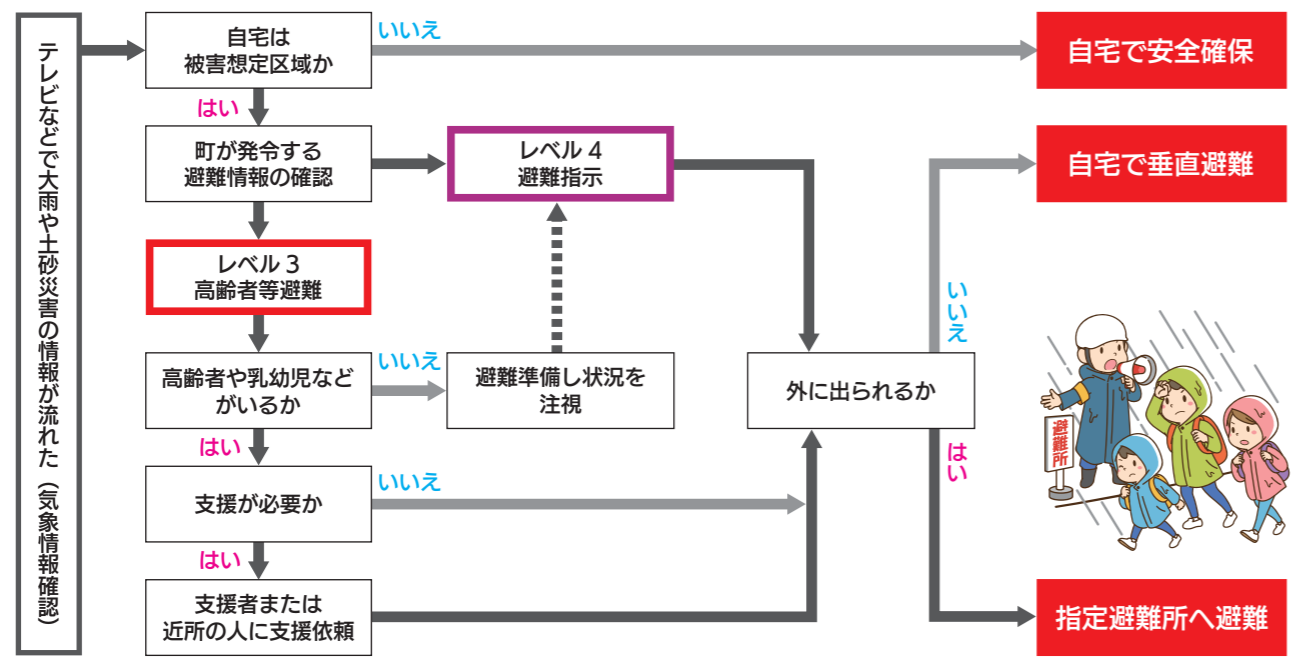 テレビなどで大雨や土砂災害の情報が流れた（気象情報確認）
自宅は
被害想定区域か
いいえ
自宅で安全確保
はい
町が発令する
避難情報の確認
レベル４
避難指示
自宅で垂直避難
レベル３
高齢者等避難
高齢者や乳幼児など
がいるか
いいえ
避難準備し状況を
注視
外に出られるか
いいえ
はい
避難所
はい
支援が必要か
いいえ
はい
支援者または
近所の人に支援依頼
指定避難所へ避難